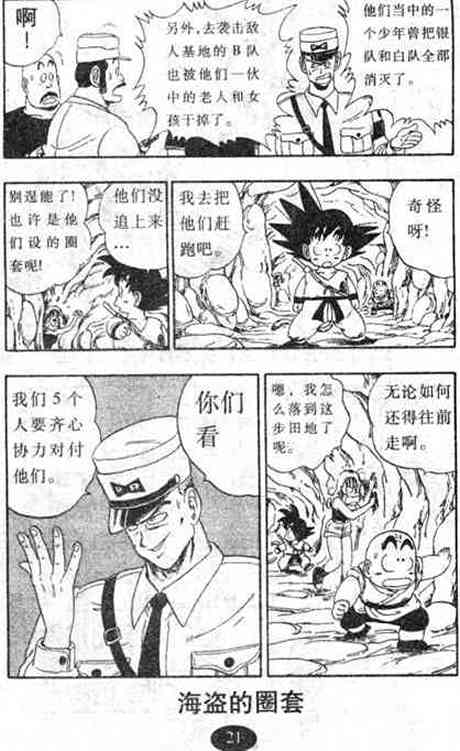 他们当中的一
个少年曾把银
队和白队全部
消灭了。
另外，去袭击敌
人基地的B队
也被他们一伙
中的老人和女
孩干掉了。
啊！
奇怪
呀！
我去把
他们赶
跑吧。
他们没
追上来
…
别逞能了！
也许是他
们设的圈
套呢！
无论如何
还得往前
走啊。
嗯，我怎
么落到这
步田地了
呢。
你们
看
我们5个
人要齐心
协力对付
他们。
海盗的圈套
21